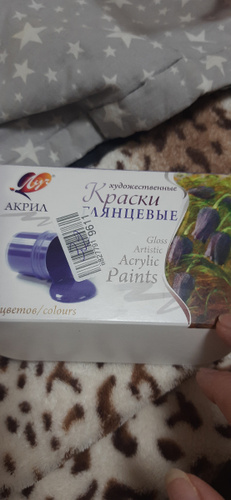 Луч
АКРИЛ
художественные
Краски
ГЛЯНЦЕВЫЕ
Gloss
Artistic
Acrylic
Paints
цветов/colours